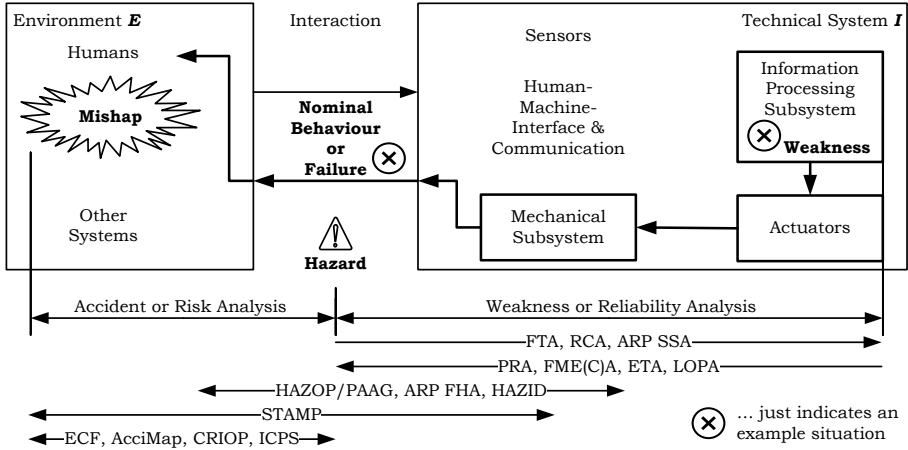 Environment E
Interaction
Technical System I
Humans
Mishap
Other
Systems
Nominal
Behaviour
or
Failure
Hazard
Sensors
Human-
Machine-
Interface &
Communication
Information
Processing
Subsystem
Weakness
Mechanical
Subsystem
Actuators
Accident or Risk Analysis
Weakness or Reliability Analysis
FTA, RCA, ARP SSA
PRA, FME(C)A, ETA, LOPA
HAZOP/PAAG, ARP FHA, HAZID
STAMP
ECF, AcciMap, CRIOP, ICPS
... just indicates an
example situation